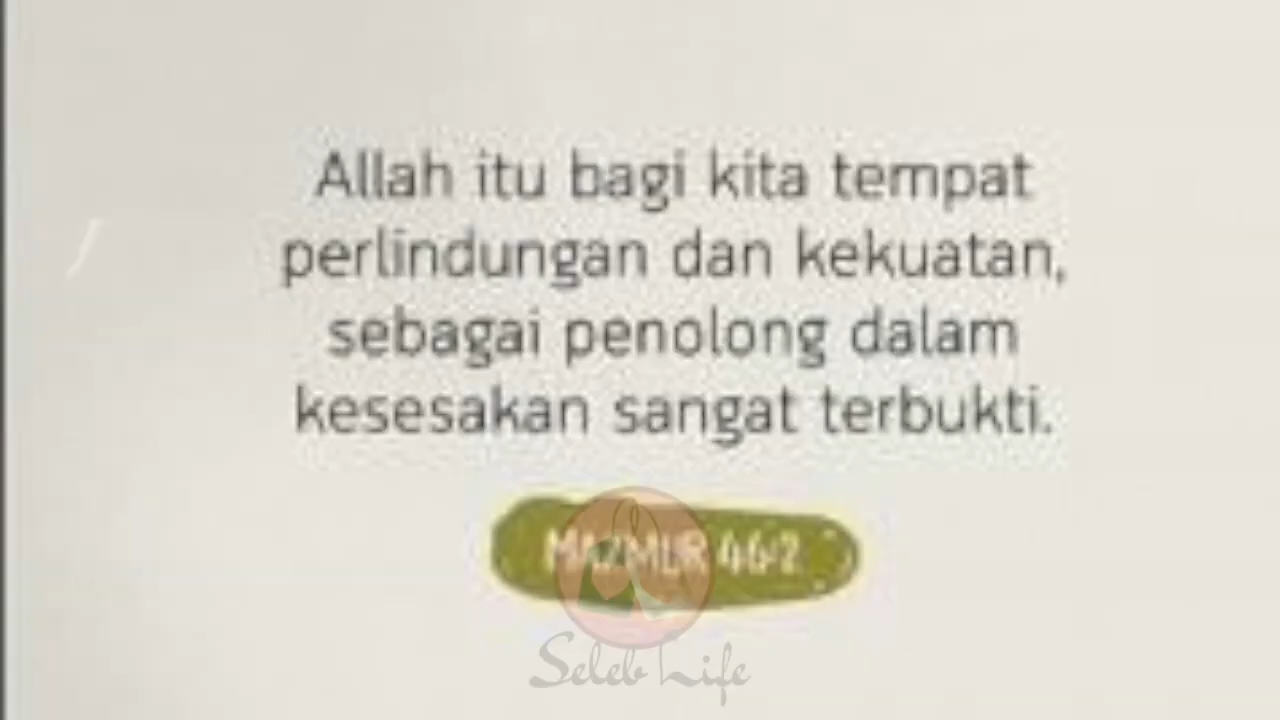 Allah itu bagi kita tempat
perlindungan dan kekuatan,
sebagai penolong dalam
kesesakan sangat terbukti.
MAZMUR 46:2
Seleb Life